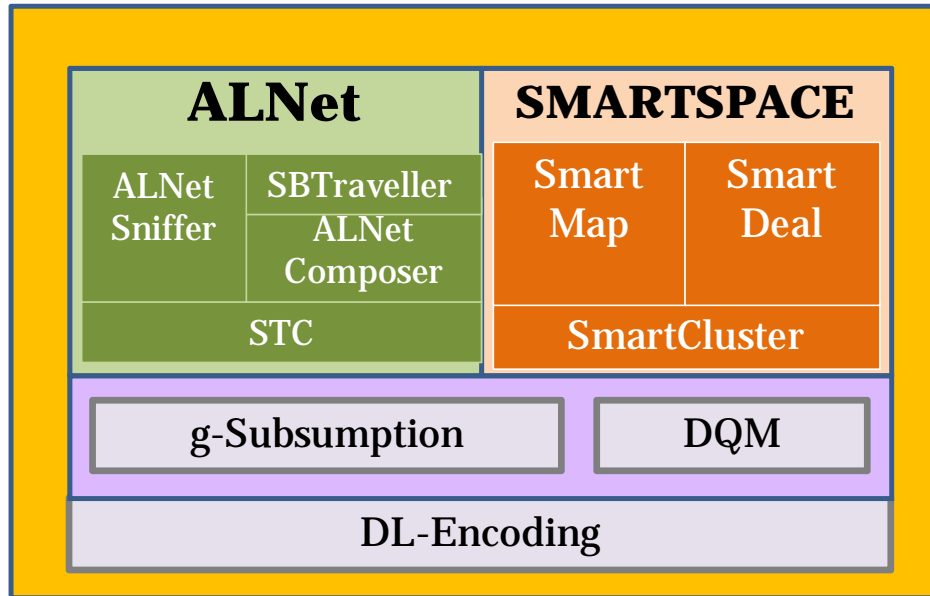 ALNet
SMARTSPACE
ALNet
Sniffer
SBTraveller
ALNet
Composer
STC
Smart
Map
Smart
Deal
SmartCluster
g-Subsumption
DQM
DL-Encoding